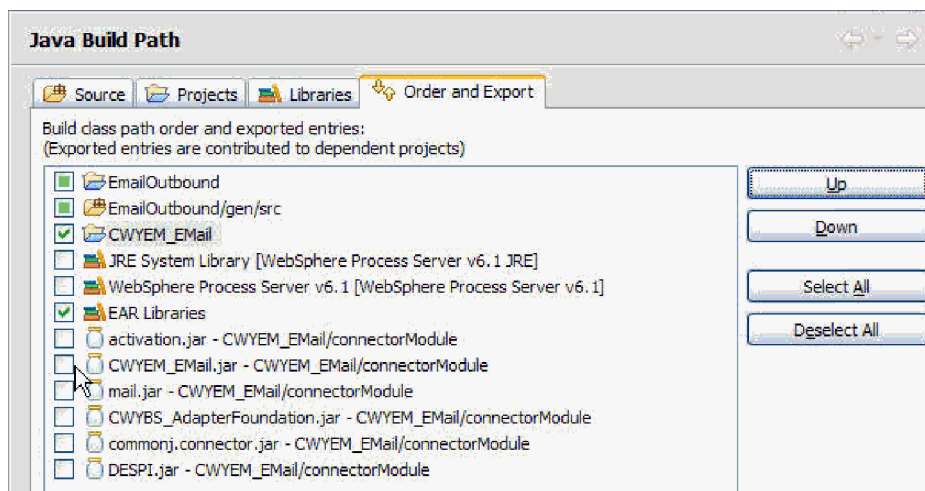 Java Build Path
Source Projects Libraries Order and Export
Build class path order and exported entries:
(Exported entries are contributed to dependent projects)
EmailOutbound
EmailOutbound/gen/src
CWYEM_EMail
JRE System Library [WebSphere Process Server v6.1 JRE]
WebSphere Process Server v6.1 [WebSphere Process Server v6.1]
EAR Libraries
activation.jar - CWYEM_EMail/connectorModule
CWYEM_EMail.jar - CWYEM_EMail/connectorModule
mail.jar - CWYEM_EMail/connectorModule
CWYBS_AdapterFoundation.jar - CWYEM_EMail/connectorModule
commonj.connector.jar - CWYEM_EMail/connectorModule
DESPI.jar - CWYEM_EMail/connectorModule
Up
Down
Select All
Deselect All